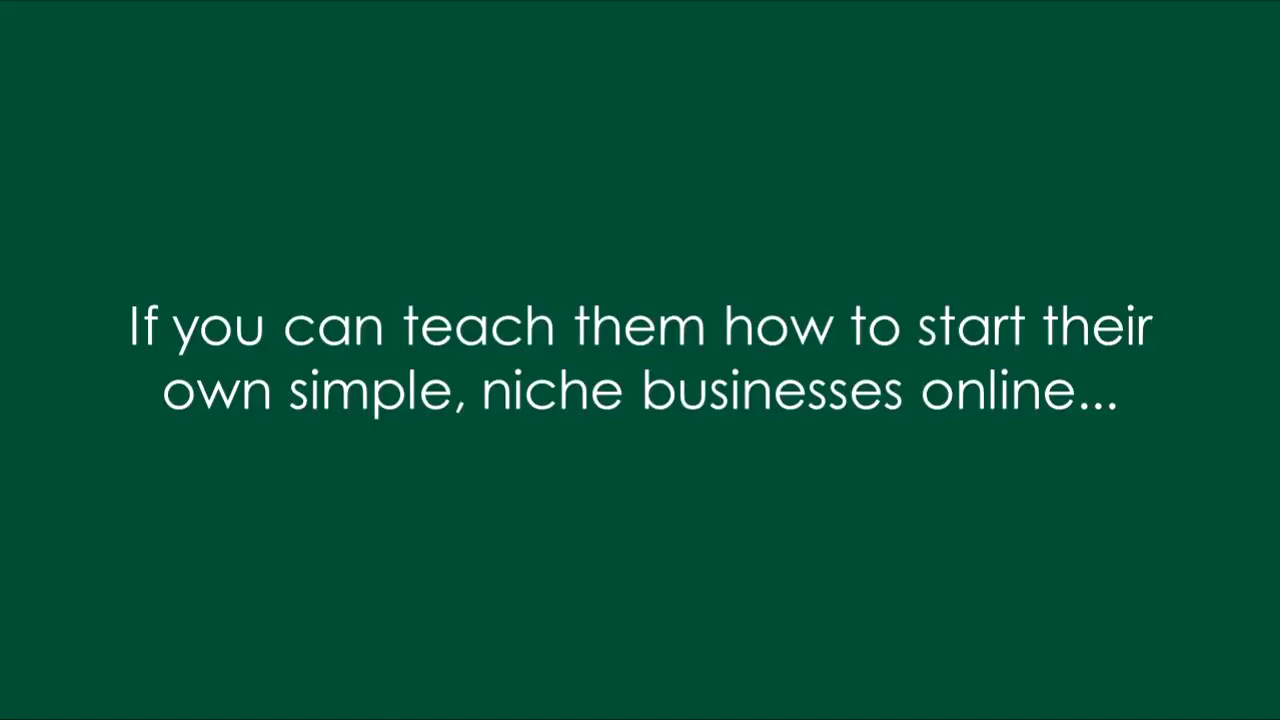 If you can teach them how to start their
own simple, niche businesses online...